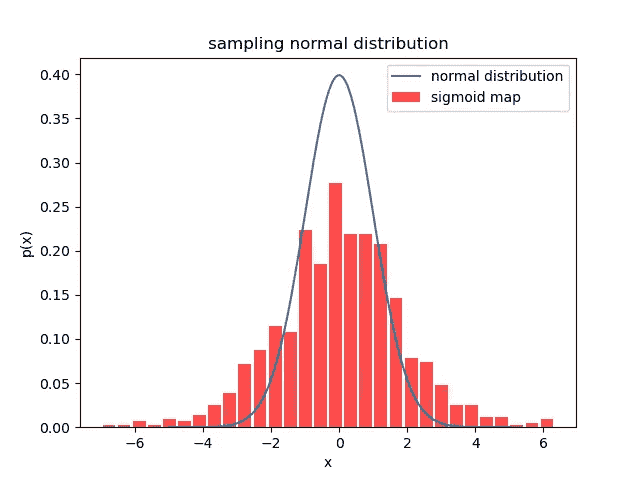 sampling normal distribution
normal distribution
sigmoid map
0.40
0.35
0.30
0.25
0.20
0.15
0.10
0.05
0.00
p(x)
−6 −4 −2 0 2 4 6
x